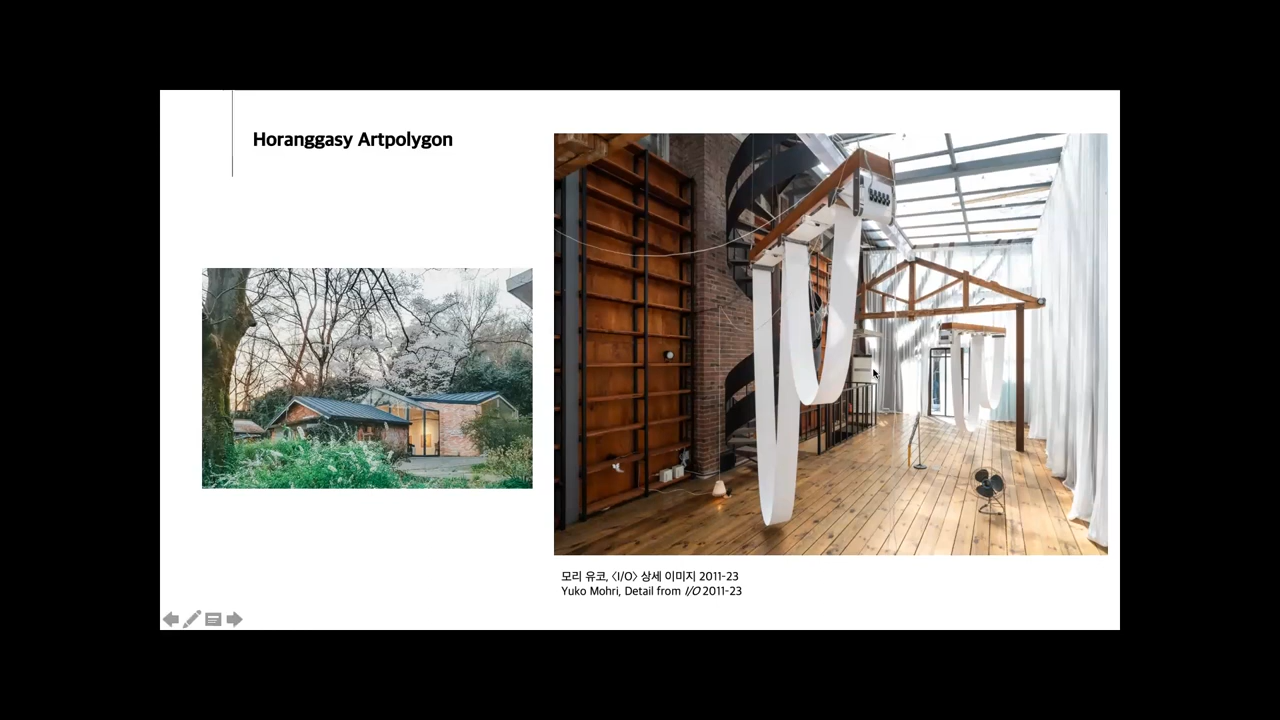 Horanggasy Artpolygon
모리 유코, 〈I/O〉 상세 이미지 2011-23
Yuko Mohri, Detail from I/O 2011-23